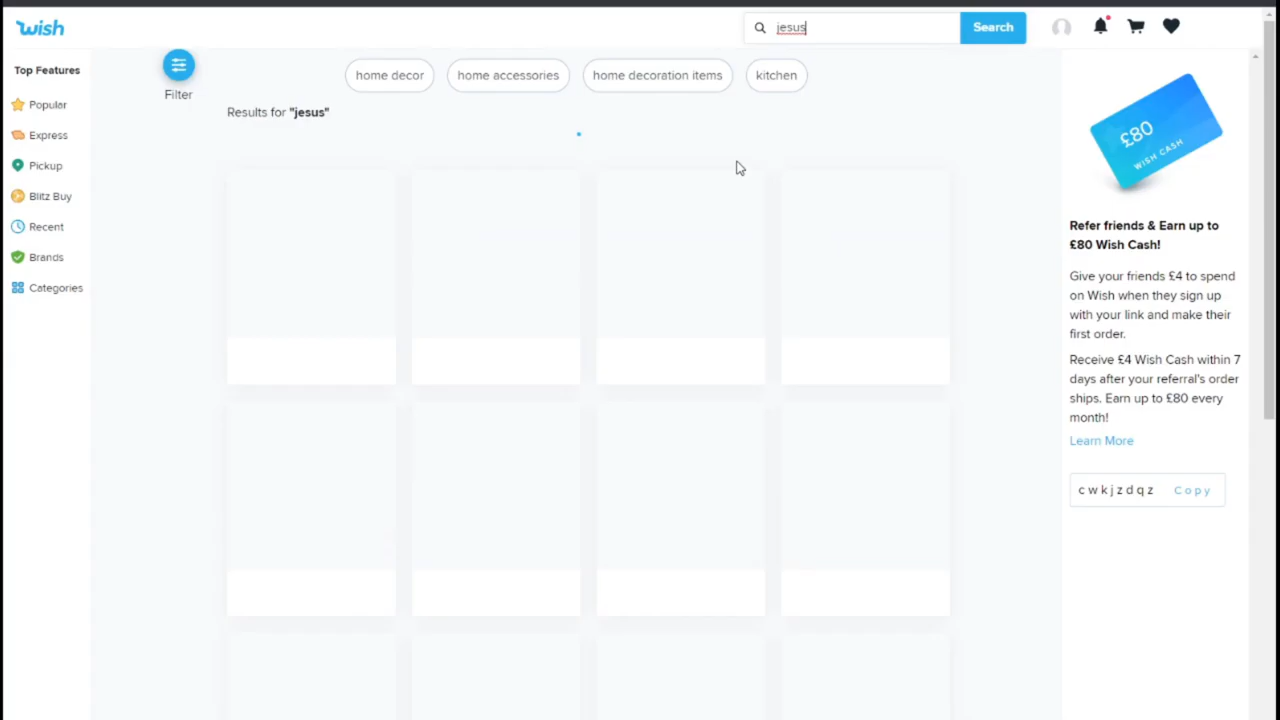 wish
jesus
Search
Top Features
Popular
Express
Pickup
Blitz Buy
Recent
Brands
Categories
Filter
home decor
home accessories
home decoration items
kitchen
Results for "jesus"
£80
WISH CASH
Refer friends & Earn up to
£80 Wish Cash!
Give your friends £4 to spend
on Wish when they sign up
with your link and make their
first order.
Receive £4 Wish Cash within 7
days after your referral's order
ships. Earn up to £80 every
month!
Learn More
cwkjzdqz Copy